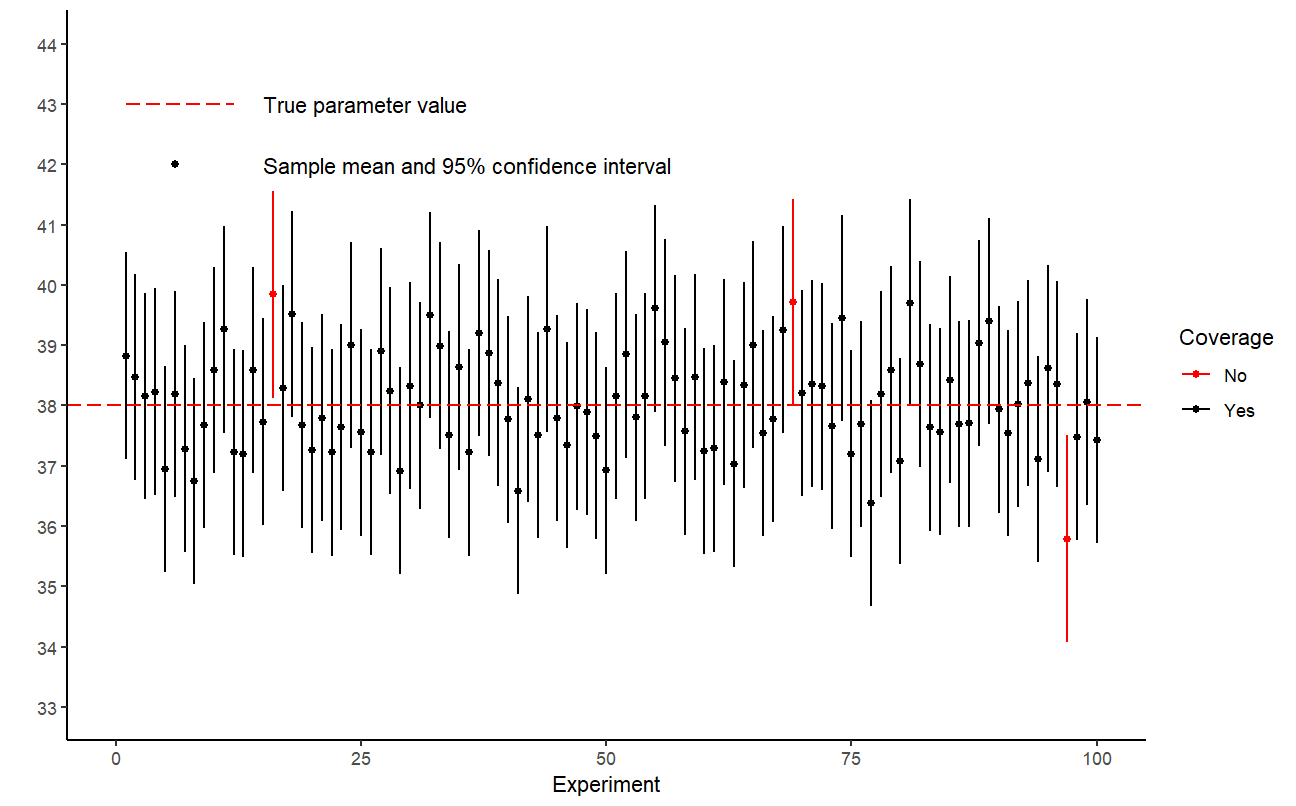 44
43
42
41
40
39
38
37
36
35
34
33
True parameter value
Sample mean and 95% confidence interval
0
25
50
75
100
Experiment
Coverage
No
Yes